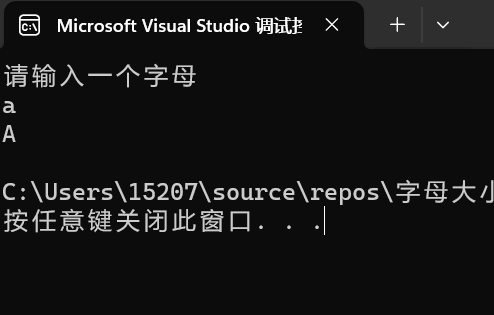 Microsoft Visual Studio 调试
请输入一个字母
a
A
C:\Users\15207\source\repos\字母大小
按任意键关闭此窗口. . .